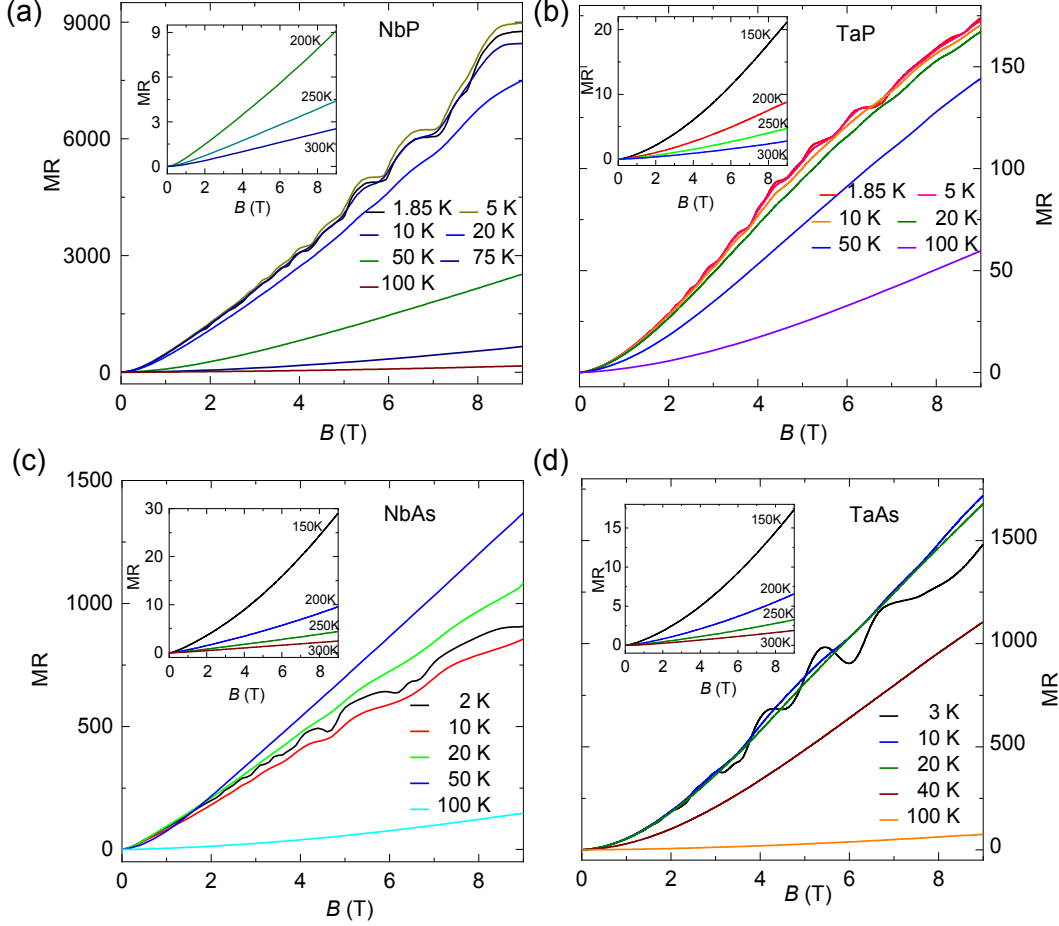 (a)
NbP
MR
9000
6000
3000
0
0 2 4 6 8
B (T)
MR
9
6
3
0
0 2 4 6 8
B (T)
200K
250K
300K
1.85 K 5 K
10 K 20 K
50 K 75 K
100 K
(b)
TaP
MR
150
100
50
0
0 2 4 6 8
B (T)
MR
20
15
10
5
0
0 2 4 6 8
B (T)
150K
200K
250K
300K
1.85 K 5 K
10 K 20 K
50 K 100 K
(c)
NbAs
MR
1500
1000
500
0
0 2 4 6 8
B (T)
MR
30
20
10
0
0 2 4 6 8
B (T)
150K
200K
250K
300K
2 K
10 K
20 K
50 K
100 K
(d)
TaAs
MR
1500
1000
500
0
0 2 4 6 8
B (T)
MR
15
10
5
0
0 2 4 6 8
B (T)
150K
200K
250K
300K
3 K
10 K
20 K
40 K
100 K